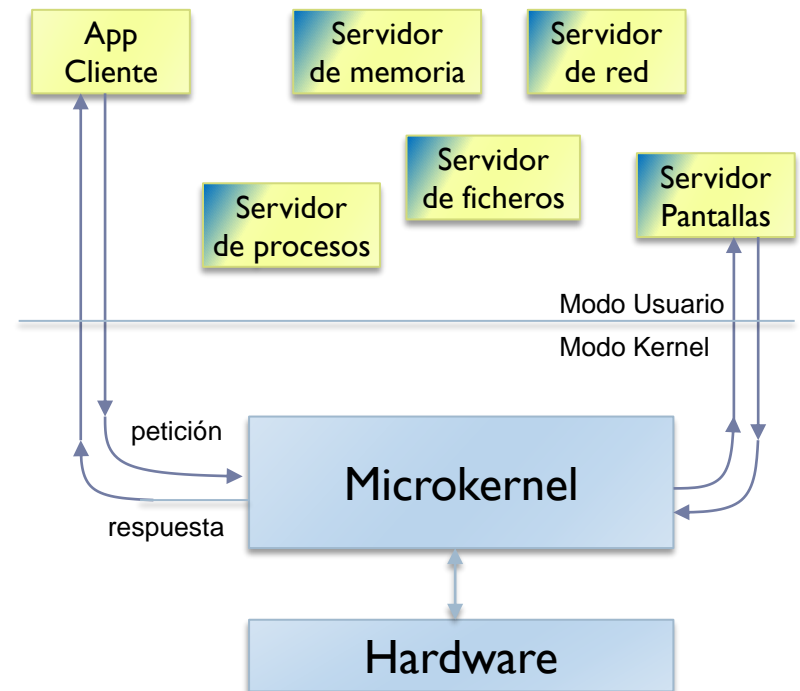 App
Cliente
Servidor
de memoria
Servidor
de red
Servidor
de ficheros
Servidor
Pantallas
Servidor
de procesos
Modo Usuario
Modo Kernel
petición
Microkernel
respuesta
Hardware